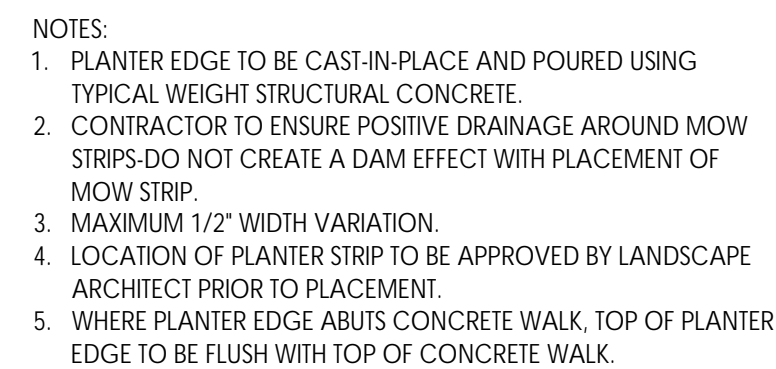 NOTES:
1. PLANTER EDGE TO BE CAST-IN-PLACE AND POURED USING
TYPICAL WEIGHT STRUCTURAL CONCRETE.
2. CONTRACTOR TO ENSURE POSITIVE DRAINAGE AROUND MOW
STRIPS-DO NOT CREATE A DAM EFFECT WITH PLACEMENT OF
MOW STRIP.
3. MAXIMUM 1/2" WIDTH VARIATION.
4. LOCATION OF PLANTER STRIP TO BE APPROVED BY LANDSCAPE
ARCHITECT PRIOR TO PLACEMENT.
5. WHERE PLANTER EDGE ABUTS CONCRETE WALK, TOP OF PLANTER
EDGE TO BE FLUSH WITH TOP OF CONCRETE WALK.